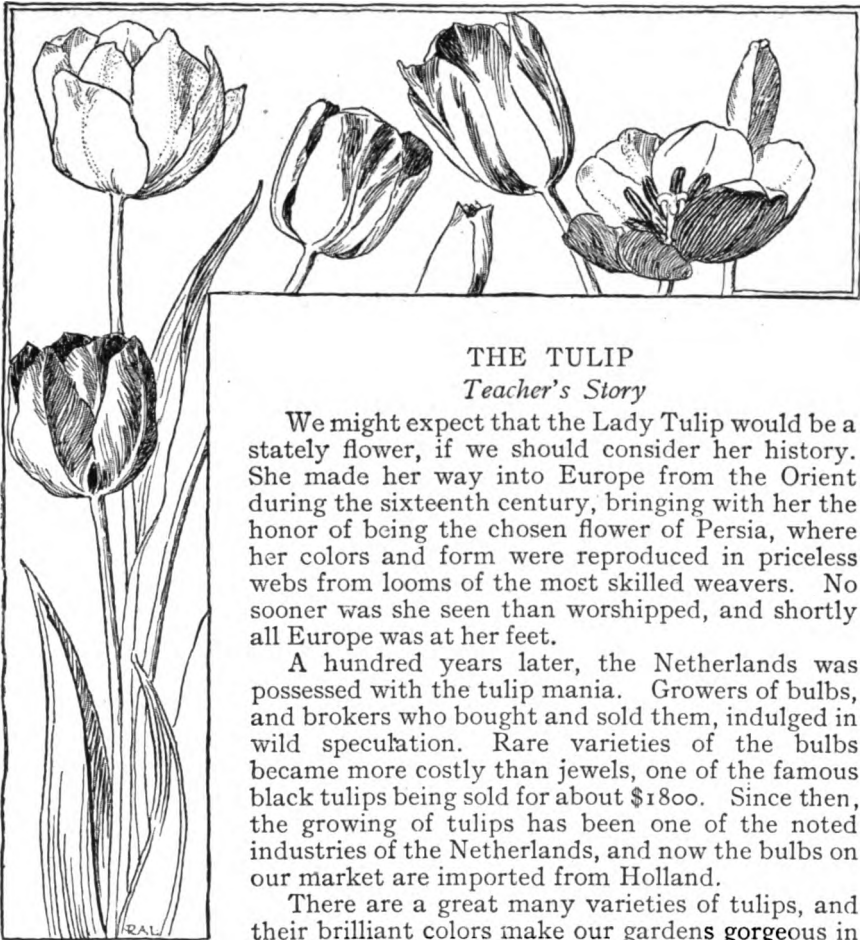 THE TULIP
Teacher's Story
We might expect that the Lady Tulip would be a
stately flower, if we should consider her history.
She made her way into Europe from the Orient
during the sixteenth century, bringing with her the
honor of being the chosen flower of Persia, where
her colors and form were reproduced in priceless
webs from looms of the most skilled weavers. No
sooner was she seen than worshipped, and shortly
all Europe was at her feet.
A hundred years later, the Netherlands was
possessed with the tulip mania. Growers of bulbs,
and brokers who bought and sold them, indulged in
wild speculation. Rare varieties of the bulbs
became more costly than jewels, one of the famous
black tulips being sold for about $1800. Since then,
the growing of tulips has been one of the noted
industries of the Netherlands, and now the bulbs on
our market are imported from Holland.
There are a great many varieties of tulips, and
their brilliant colors make our gardens gorgeous in
RAL